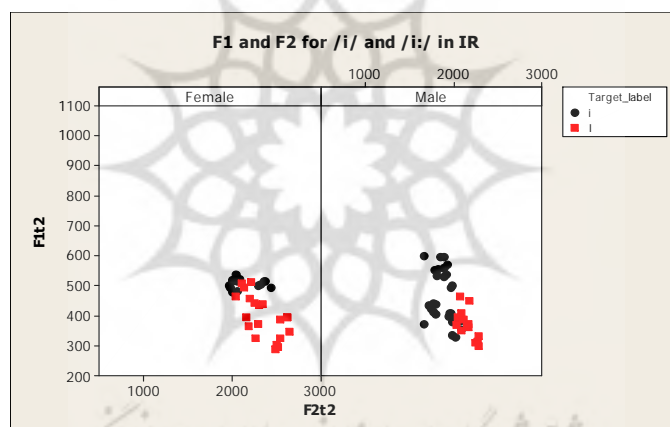 F1 and F2 for /i/ and /i:/ in IR
1000 2000 3000
Female Male
Target_label
i
I
1100
1000
900
800
700
600
500
400
300
200
F1t2
1000 2000 3000
F2t2